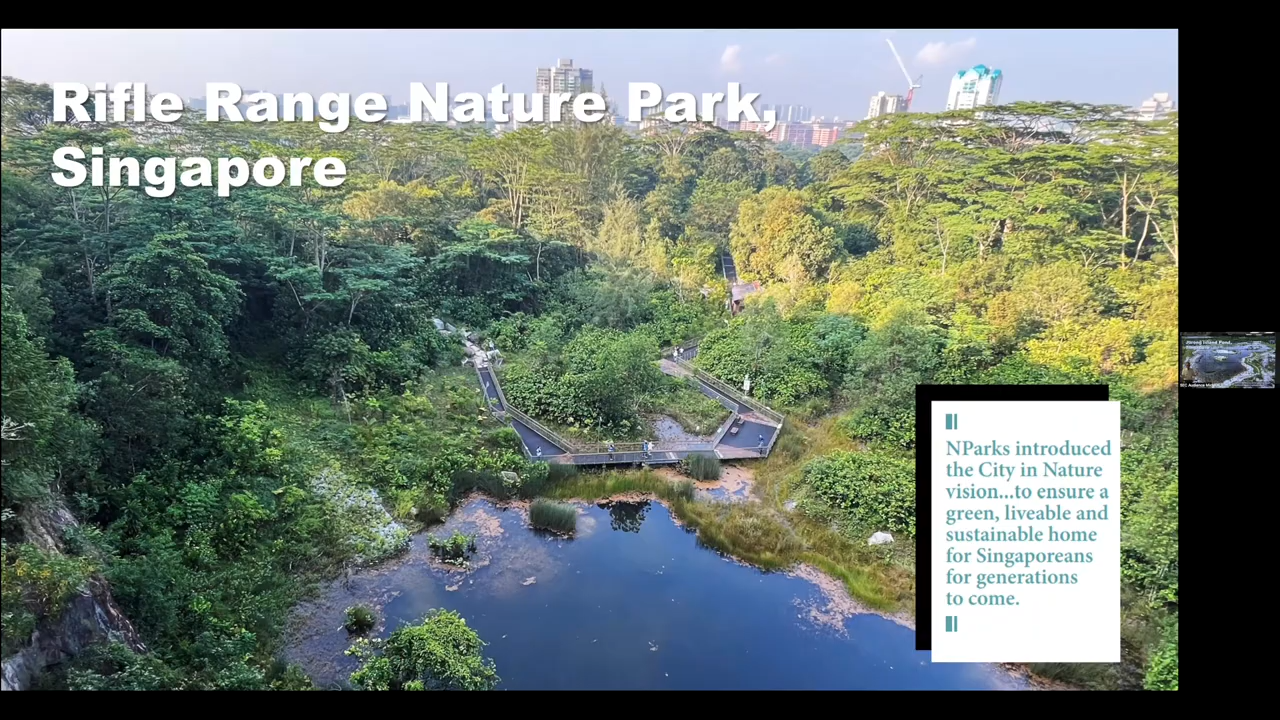 Rifle Range Nature Park,
Singapore
NParks introduced
the City in Nature
vision...to ensure a
green, liveable and
sustainable home
for Singaporeans
for generations
to come.